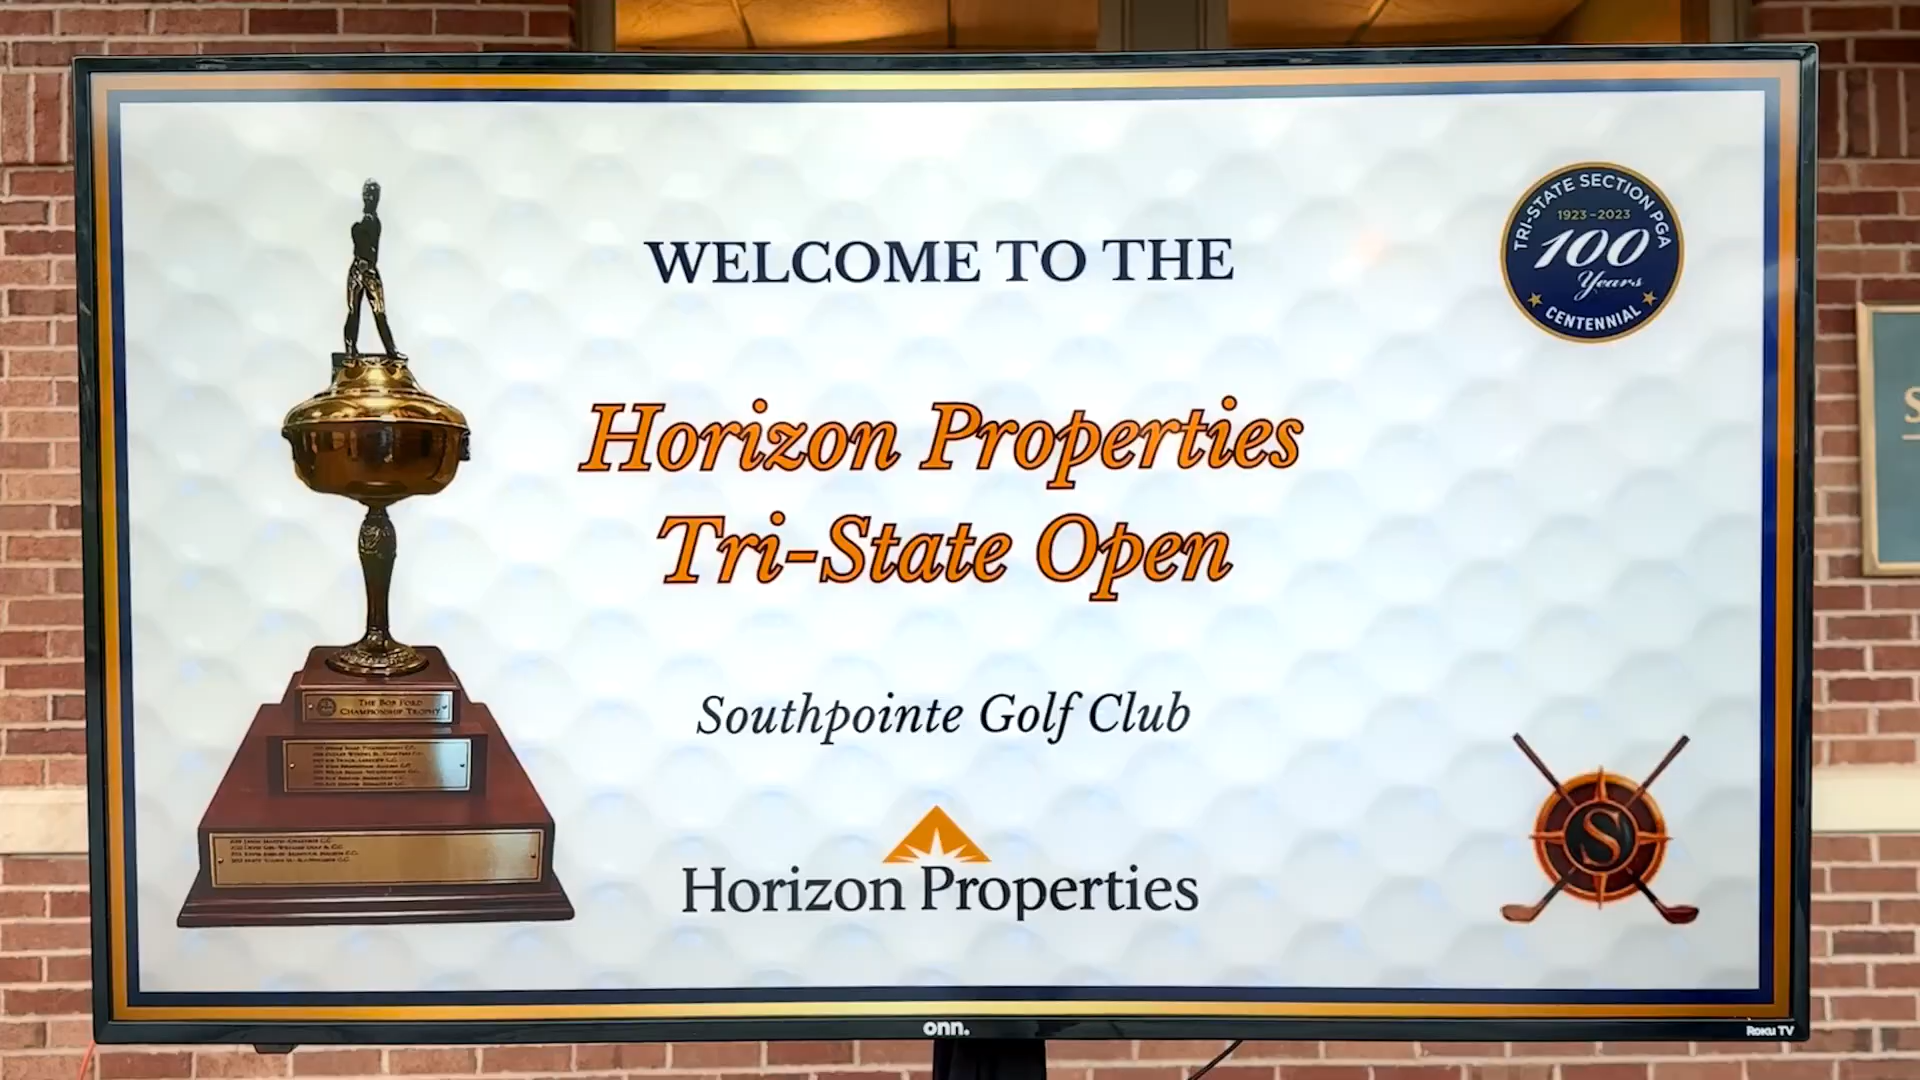 WELCOME TO THE
Horizon Properties
Tri-State Open
Southpointe Golf Club
Horizon Properties
TRI-STATE SECTION PGA
1923-2023
100
Years
CENTENNIAL
S
THE BOB FORD
CHAMPIONSHIP TROPHY
onn.
Roku TV
S